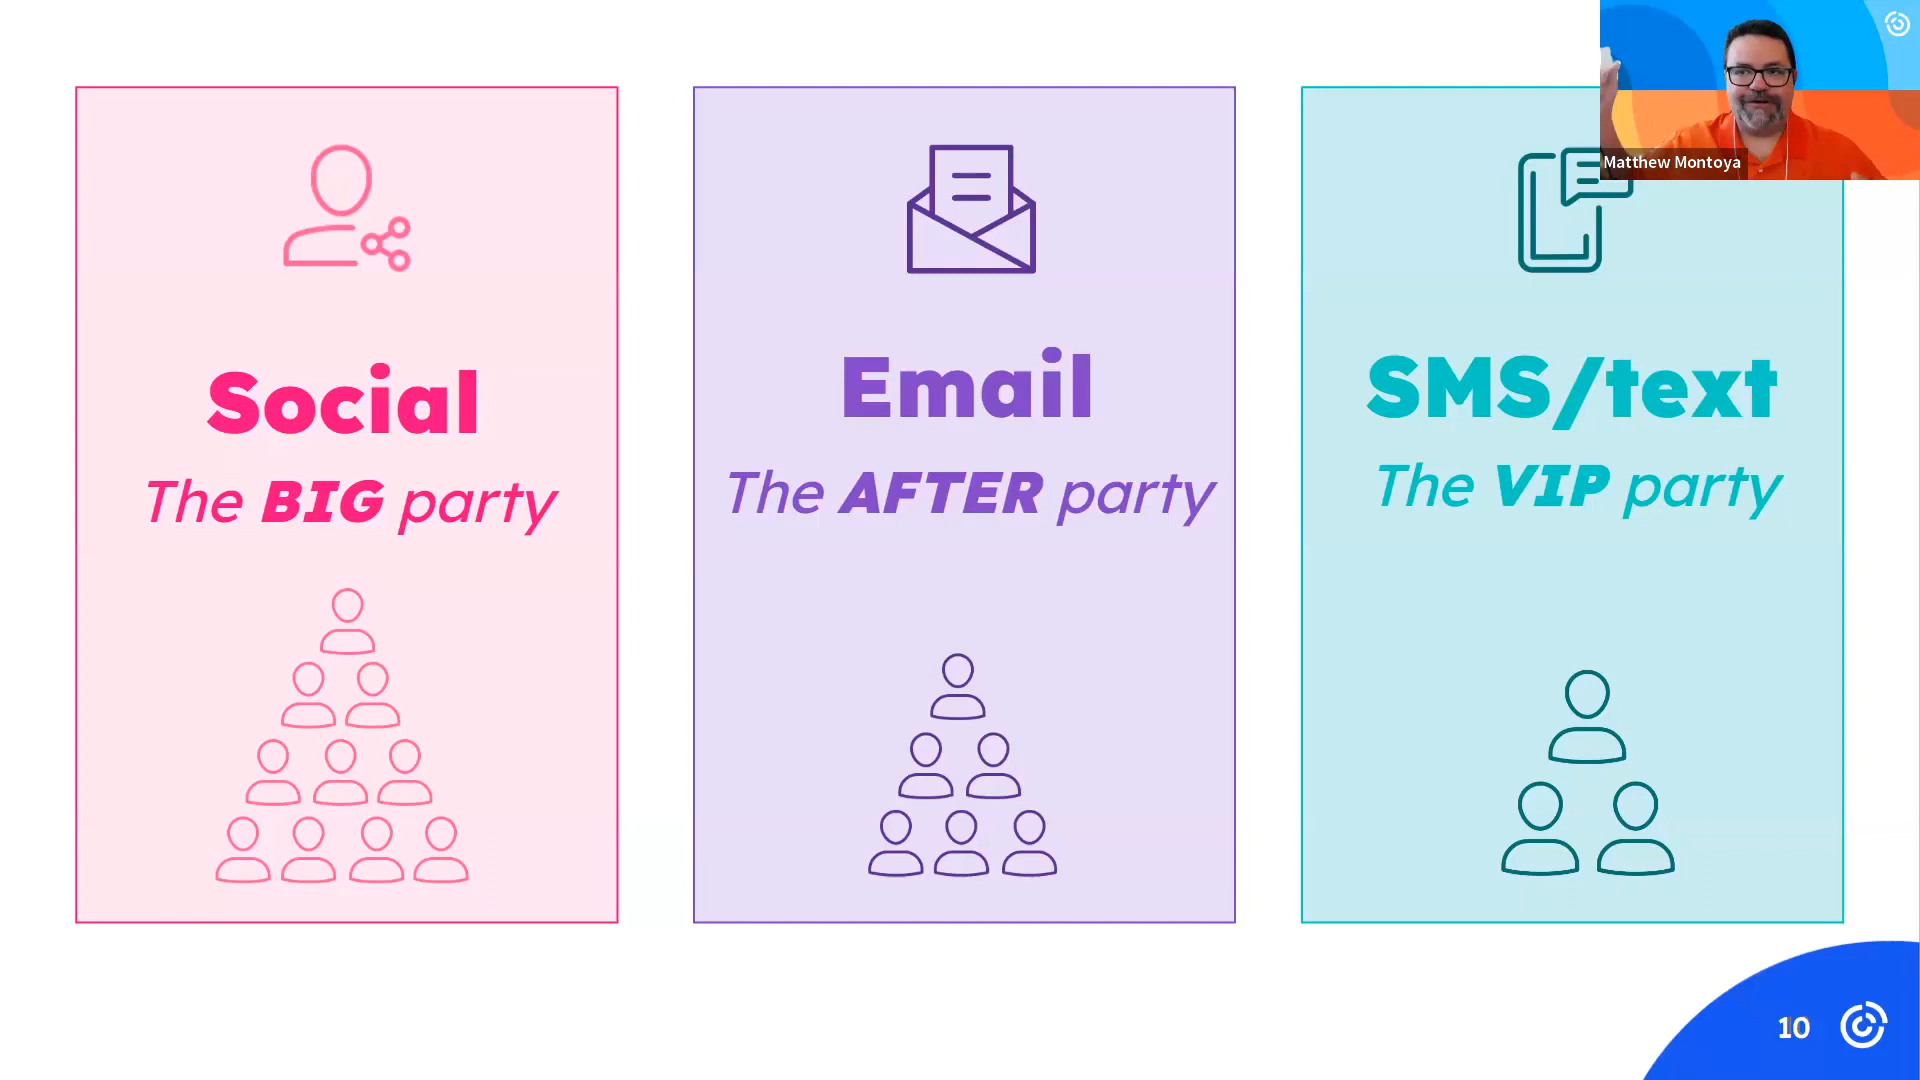 Social
The BIG party
Email
The AFTER party
SMS/text
The VIP party
Matthew Montoya
10